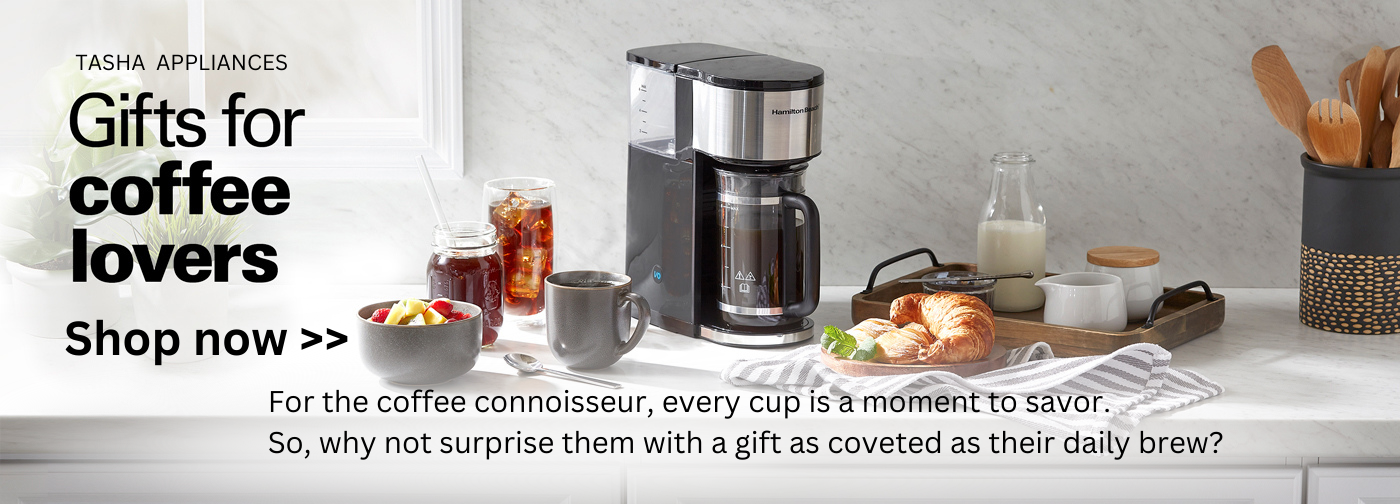 TASHA APPLIANCES
Gifts for
coffee
lovers
Shop now >>
Hamilton Beach
For the coffee connoisseur, every cup is a moment to savor.
So, why not surprise them with a gift as coveted as their daily brew?